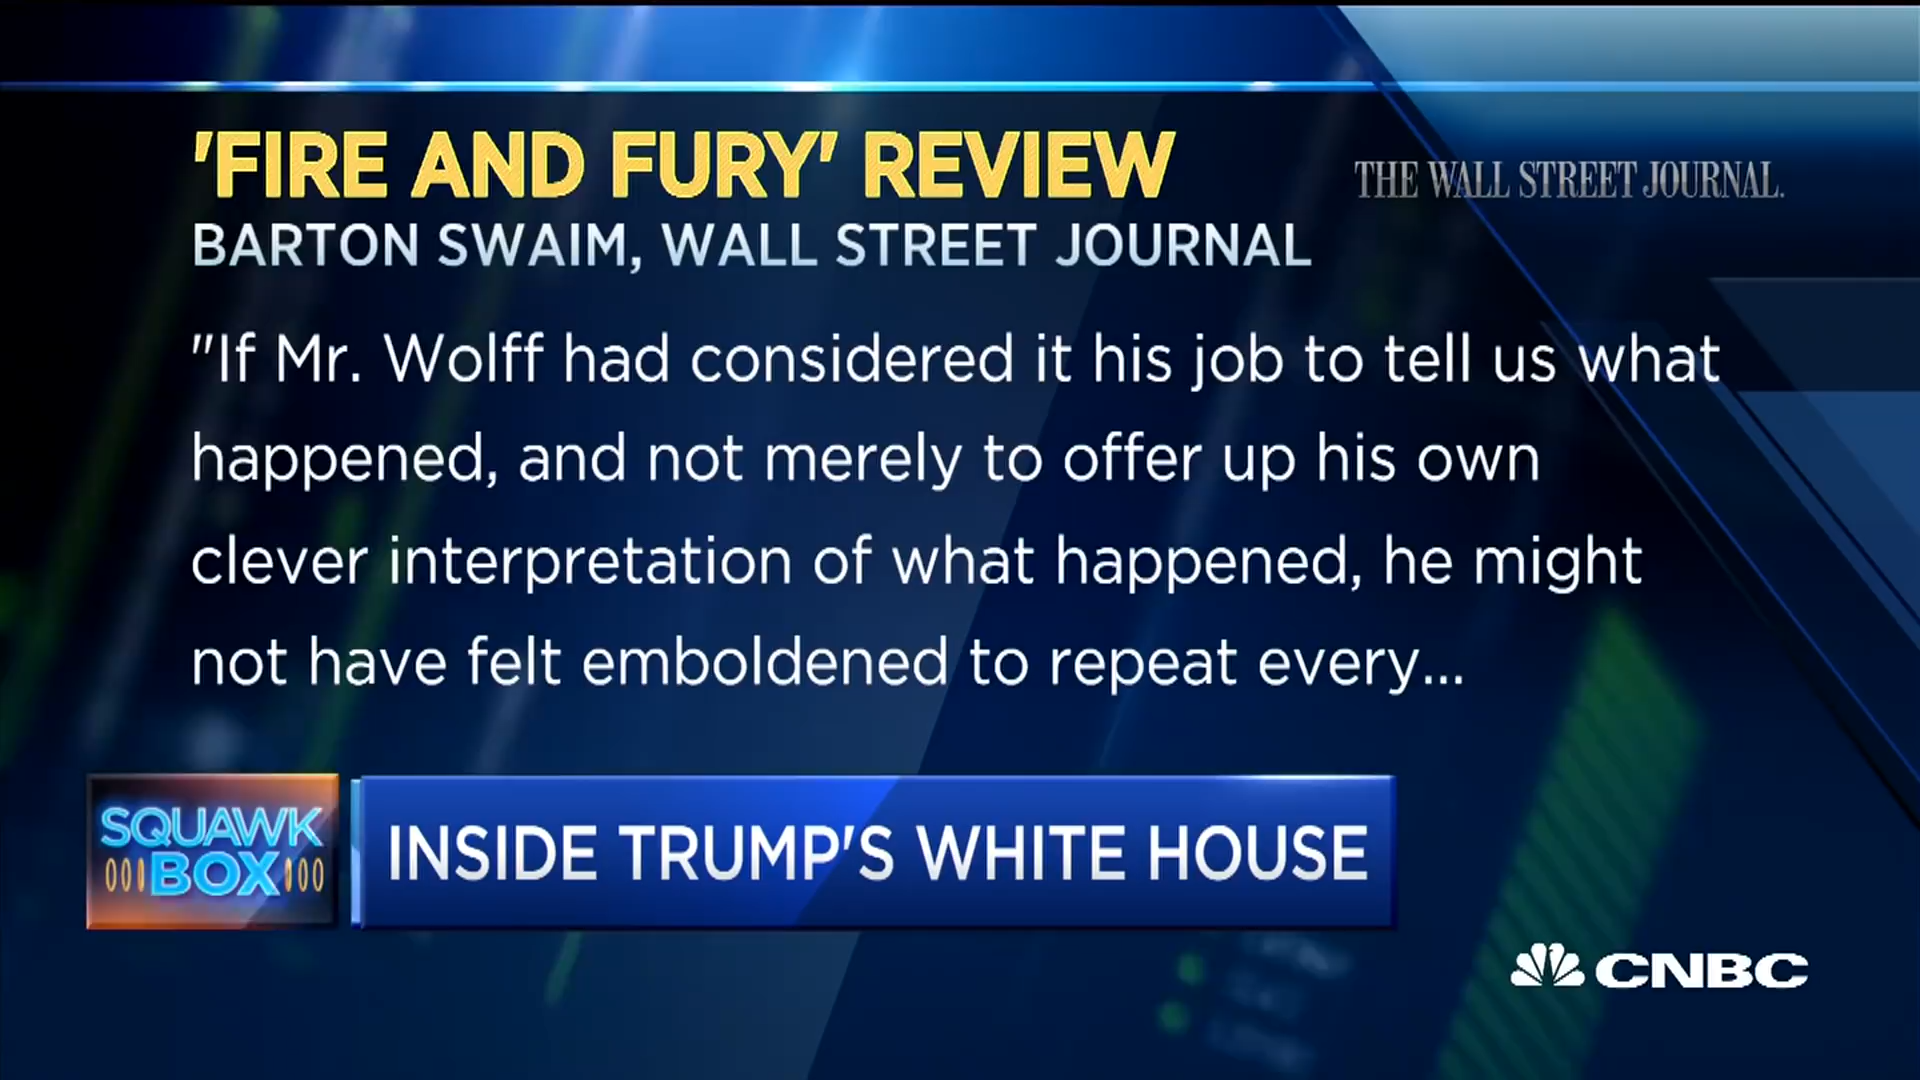 'FIRE AND FURY' REVIEW
THE WALL STREET JOURNAL.
BARTON SWAIM, WALL STREET JOURNAL
"If Mr. Wolff had considered it his job to tell us what
happened, and not merely to offer up his own
clever interpretation of what happened, he might
not have felt emboldened to repeat every...
SQUAWK
BOX
INSIDE TRUMP'S WHITE HOUSE
CNBC